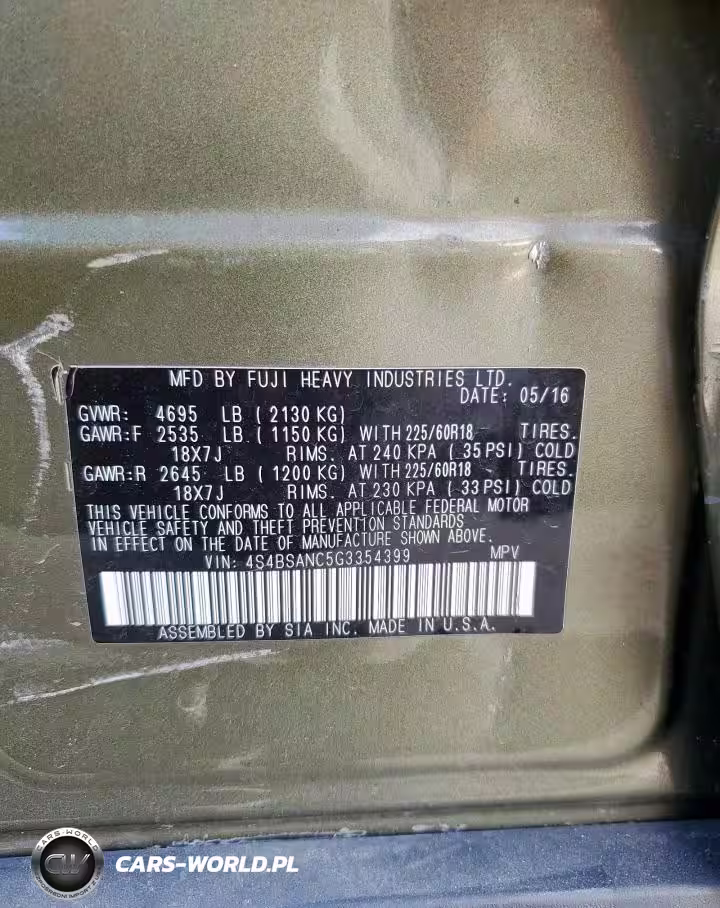 MFD BY FUJI HEAVY INDUSTRIES LTD.
DATE: 05/16
GVWR: 4695 LB ( 2130 KG)
GAWR:F 2535 LB ( 1150 KG) WITH 225/60R18 TIRES.
18X7J RIMS. AT 240 KPA ( 35 PSI) COLD
GAWR:R 2645 LB ( 1200 KG) WITH 225/60R18 TIRES.
18X7J RIMS. AT 230 KPA ( 33 PSI) COLD
THIS VEHICLE CONFORMS TO ALL APPLICABLE FEDERAL MOTOR
VEHICLE SAFETY AND THEFT PREVENTION STANDARDS
IN EFFECT ON THE DATE OF MANUFACTURE SHOWN ABOVE.
VIN: 4S4BSANC5G3354399 MPV
ASSEMBLED BY SIA INC. MADE IN U.S.A.
CARS-WORLD
CW
CARS-WORLD.PL